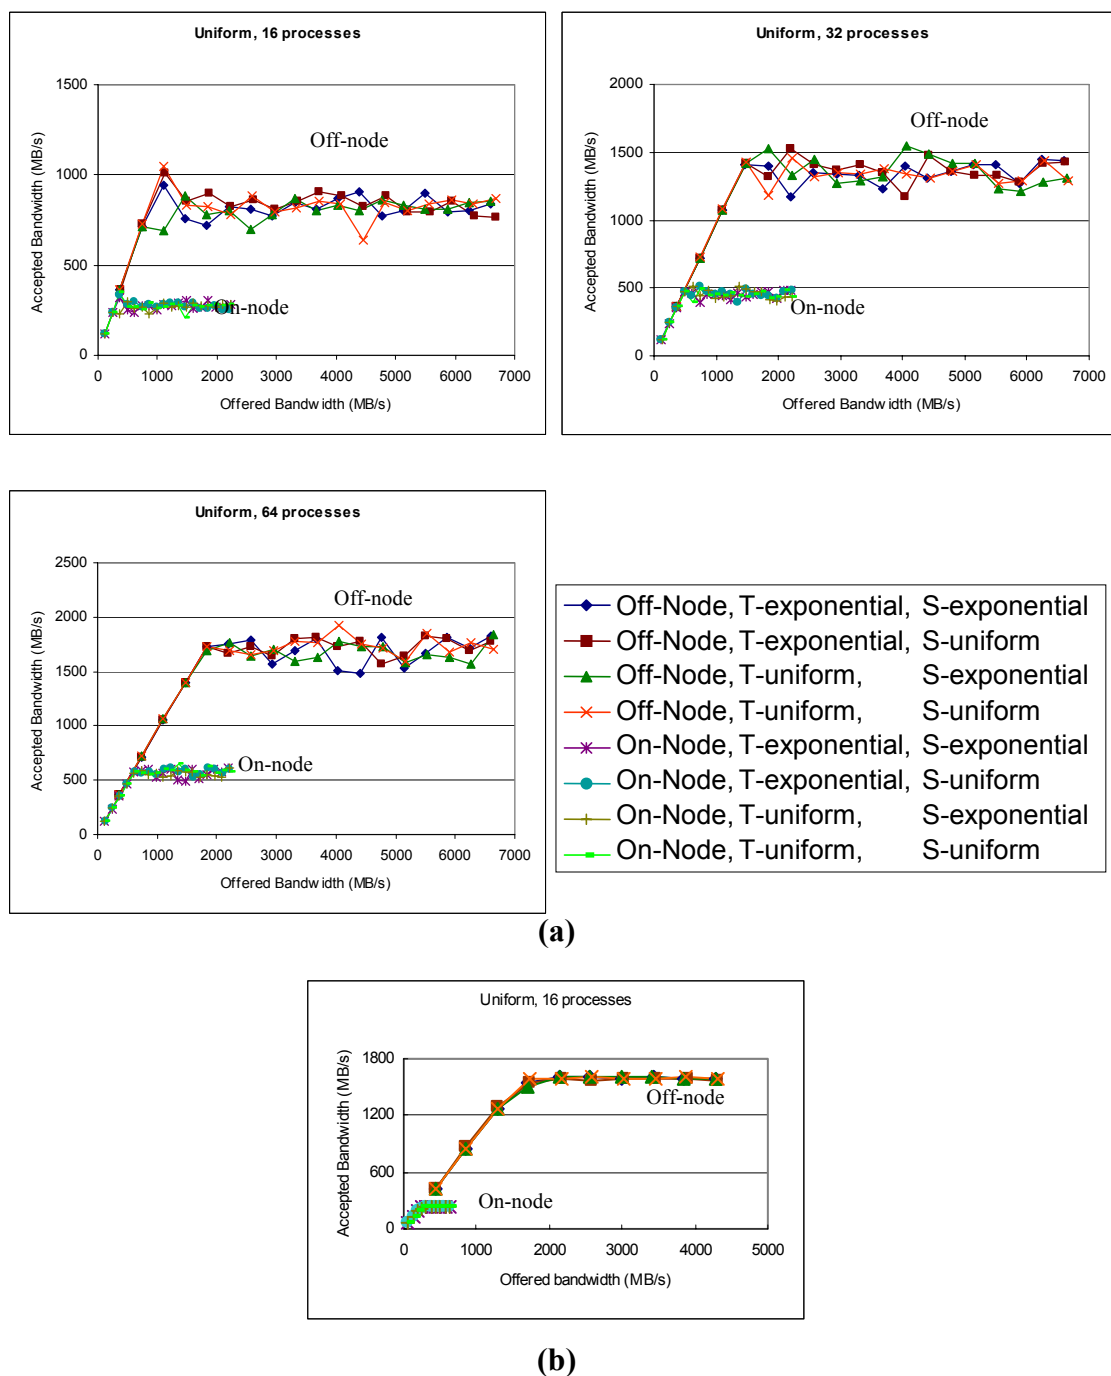 Uniform, 16 processes
Accepted Bandwidth (MB/s)
1500
1000
500
0
Off-node
On-node
0 1000 2000 3000 4000 5000 6000 7000
Offered Bandwidth (MB/s)
Uniform, 32 processes
Accepted Bandwidth (MB/s)
2000
1500
1000
500
0
Off-node
On-node
0 1000 2000 3000 4000 5000 6000 7000
Offered Bandwidth (MB/s)
Uniform, 64 processes
Accepted Bandwidth (MB/s)
2500
2000
1500
1000
500
0
Off-node
On-node
0 1000 2000 3000 4000 5000 6000 7000
Offered Bandwidth (MB/s)
Off-Node, T-exponential, S-exponential
Off-Node, T-exponential, S-uniform
Off-Node, T-uniform, S-exponential
Off-Node, T-uniform, S-uniform
On-Node, T-exponential, S-exponential
On-Node, T-exponential, S-uniform
On-Node, T-uniform, S-exponential
On-Node, T-uniform, S-uniform
(a)
Uniform, 16 processes
Accepted Bandwidth (MB/s)
1800
1200
600
0
Off-node
On-node
0 1000 2000 3000 4000 5000
Offered bandwidth (MB/s)
(b)